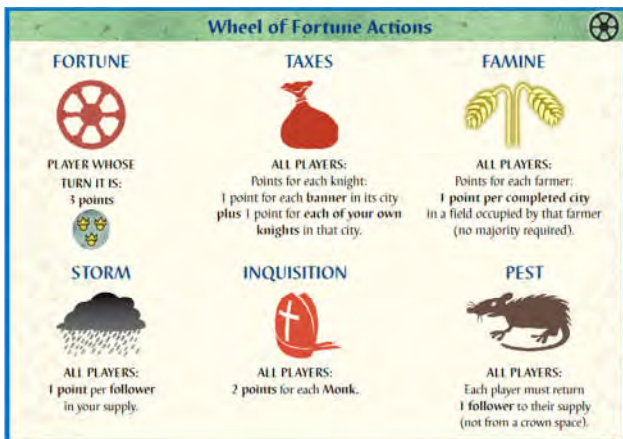 Wheel of Fortune Actions
FORTUNE
PLAYER WHOSE
TURN IT IS:
3 points
TAXES
ALL PLAYERS:
Points for each knight:
1 point for each banner in its city
plus 1 point for each of your own
knights in that city.
FAMINE
ALL PLAYERS:
Points for each farmer:
1 point per completed city
in a field occupied by that farmer
(no majority required).
STORM
ALL PLAYERS:
1 point per follower
in your supply.
INQUISITION
ALL PLAYERS:
2 points for each Monk.
PEST
ALL PLAYERS:
Each player must return
1 follower to their supply
(not from a crown space).